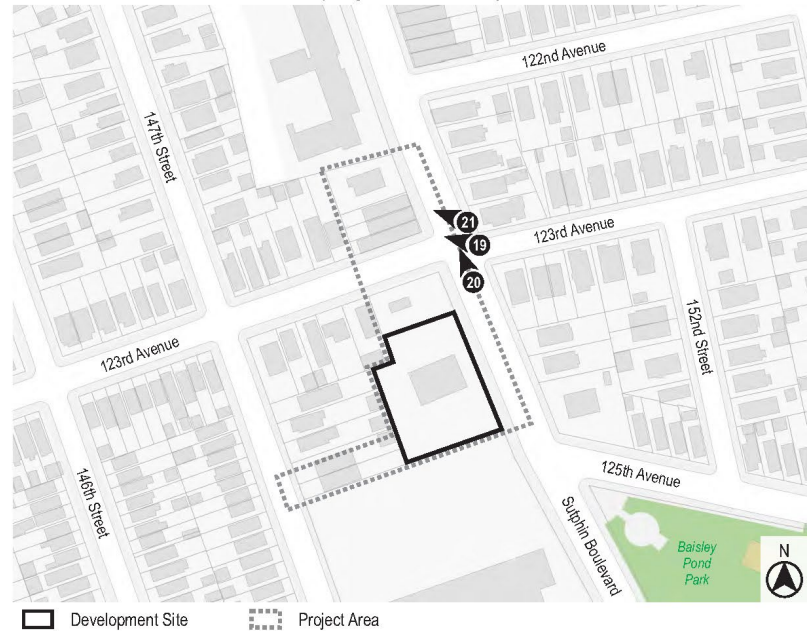 122nd Avenue
147th Street
21
19
123rd Avenue
20
152nd Street
123rd Avenue
146th Street
125th Avenue
Sutphin Boulevard
Baisley
Pond
Park
N
Development Site
Project Area